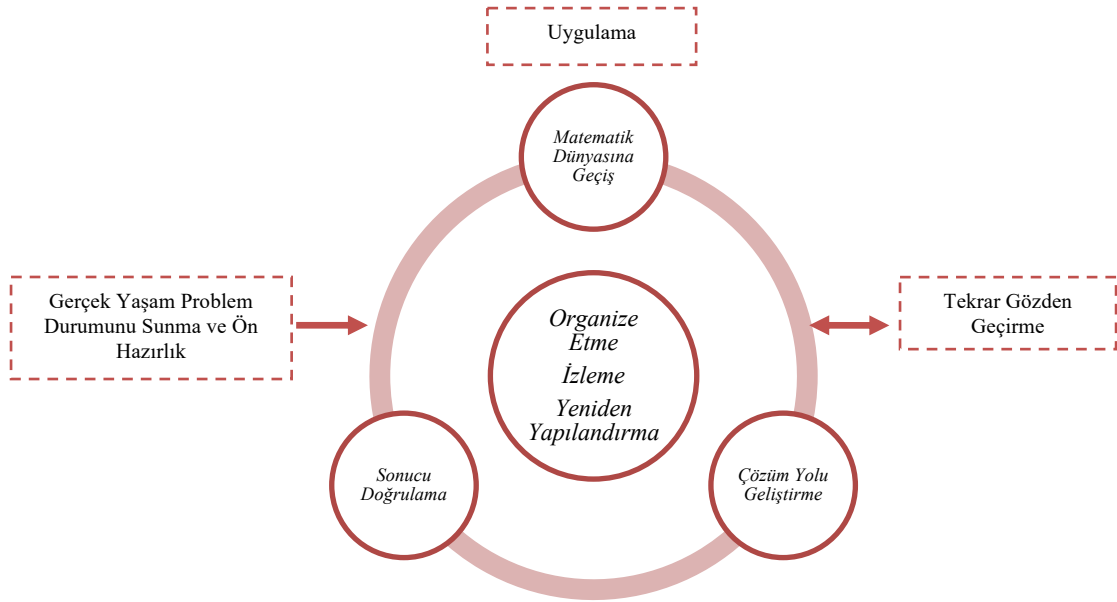 Uygulama
Matematik
Dünyasına
Geçiş
Gerçek Yaşam Problem
Durumunu Sunma ve Ön
Hazırlık
Organize
Etme
İzleme
Yeniden
Yapılandırma
Tekrar Gözden
Geçirme
Sonucu
Doğrulama
Çözüm Yolu
Geliştirme